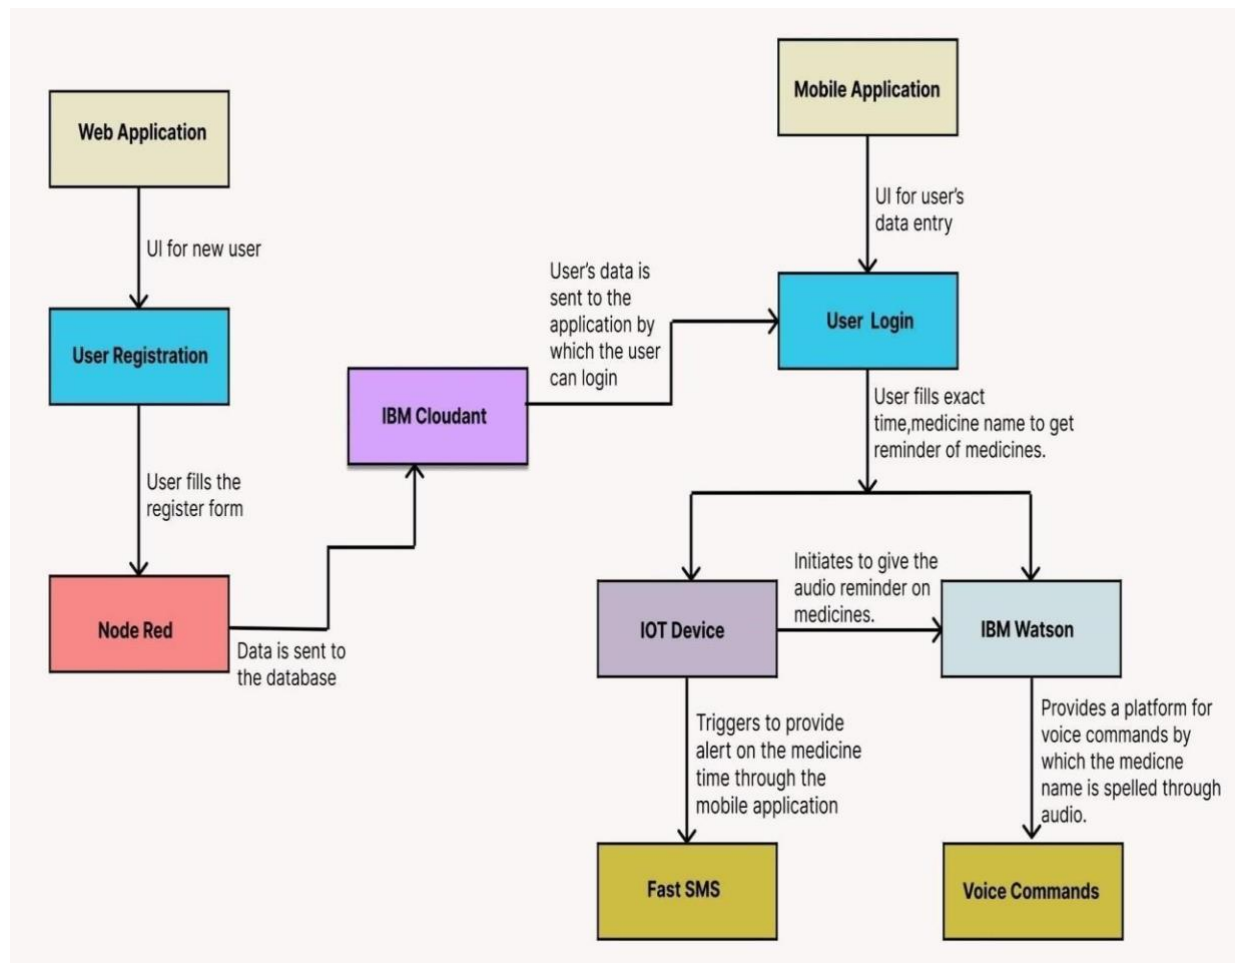 Web Application
UI for new user
User Registration
User fills the
register form
Node Red
Data is sent to
the database
IBM Cloudant
User's data is
sent to the
application by
which the user
can login
Mobile Application
UI for user's
data entry
User Login
User fills exact
time,medicine name to get
reminder of medicines.
IOT Device
Initiates to give the
audio reminder on
medicines.
IBM Watson
Triggers to provide
alert on the medicine
time through the
mobile application
Fast SMS
Provides a platform for
voice commands by
which the medicne
name is spelled through
audio.
Voice Commands